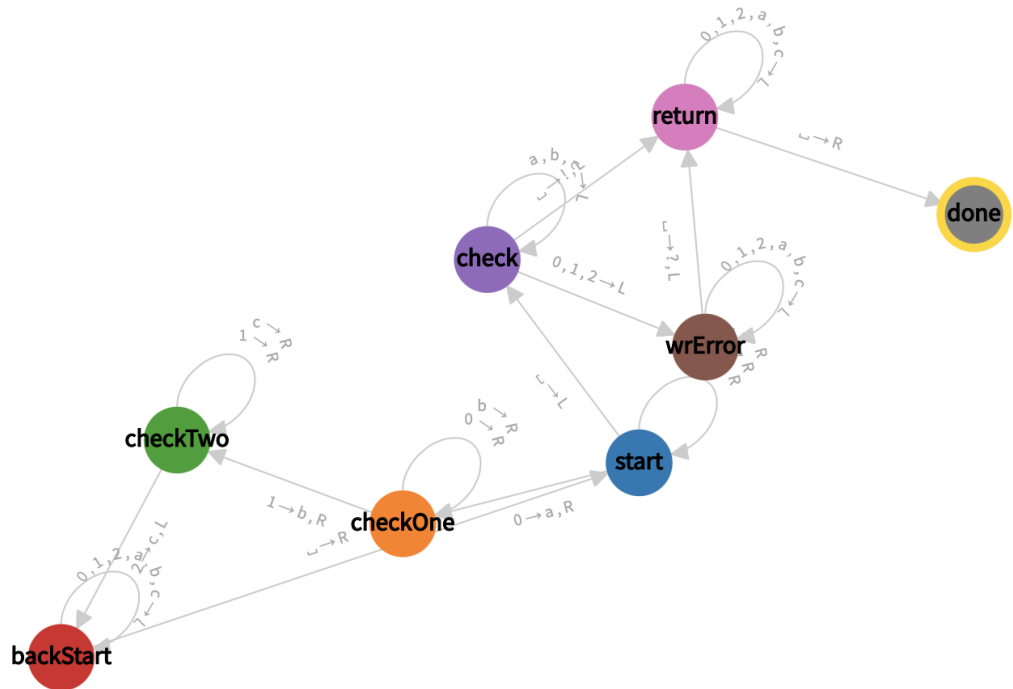 0,1,2,a,b,c→L
return
␣→R
done
a,b,c→L
␣→!,L
check
0,1,2→L
␣→?,L
0,1,2,a,b,c→L
wrError
R
R
R
c→R
1→R
checkTwo
␣→L
b→R
0→R
start
1→b,R
checkOne
0→a,R
␣→R
2→c,L
0,1,2,a,b,c→L
backStart